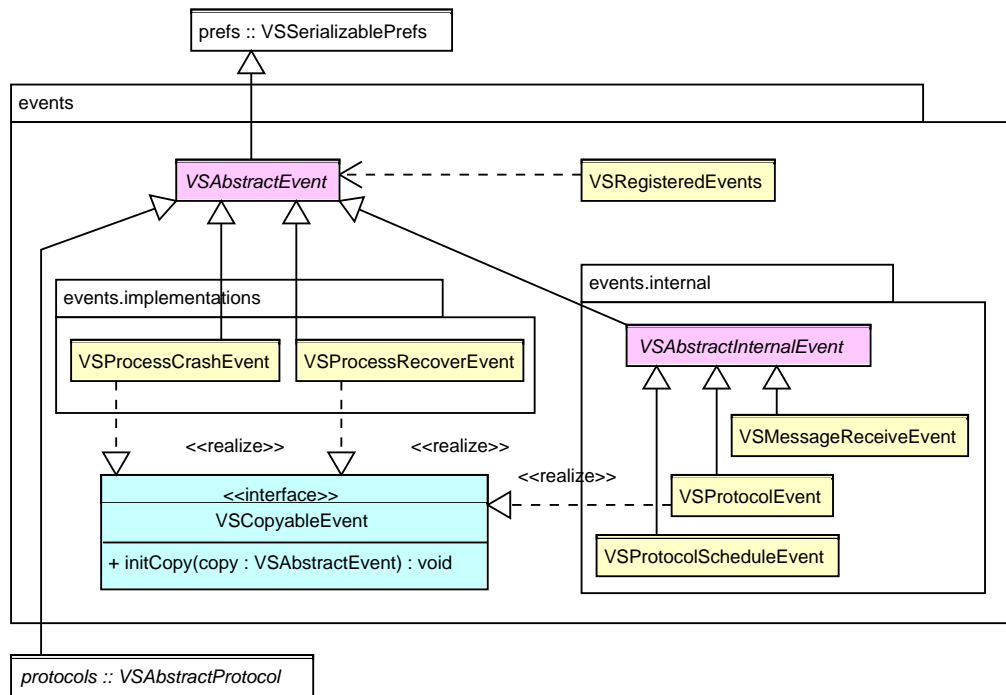 prefs :: VSSerializablePrefs
events
VSAbstractEvent
VSRegisteredEvents
events.implementations
events.internal
VSProcessCrashEvent
VSProcessRecoverEvent
VSAbstractInternalEvent
VSMessageReceiveEvent
<<realize>>
<<realize>>
<<realize>>
<<interface>>
VSCopyableEvent
VSProtocolEvent
+ initCopy(copy : VSAbstractEvent) : void
VSProtocolScheduleEvent
protocols :: VSAbstractProtocol